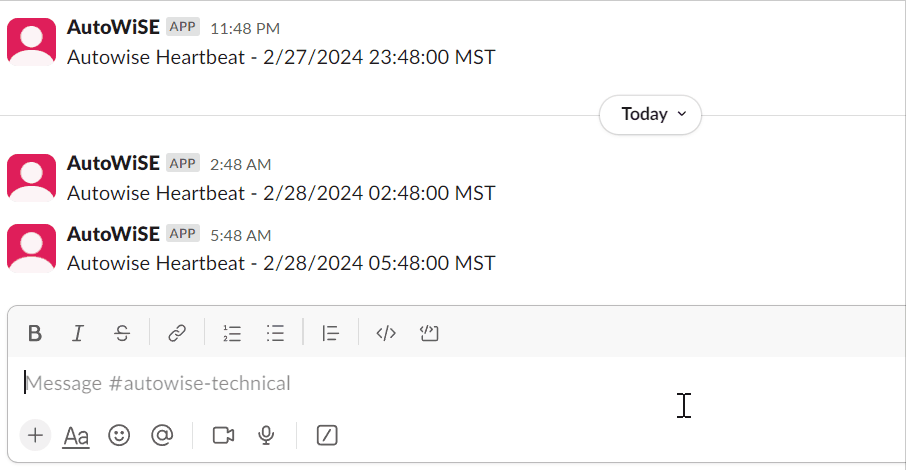 AutoWiSE APP 11:48 PM
Autowise Heartbeat - 2/27/2024 23:48:00 MST
Today
AutoWiSE APP 2:48 AM
Autowise Heartbeat - 2/28/2024 02:48:00 MST
AutoWiSE APP 5:48 AM
Autowise Heartbeat - 2/28/2024 05:48:00 MST
B I S
Message #autowise-technical
Aa